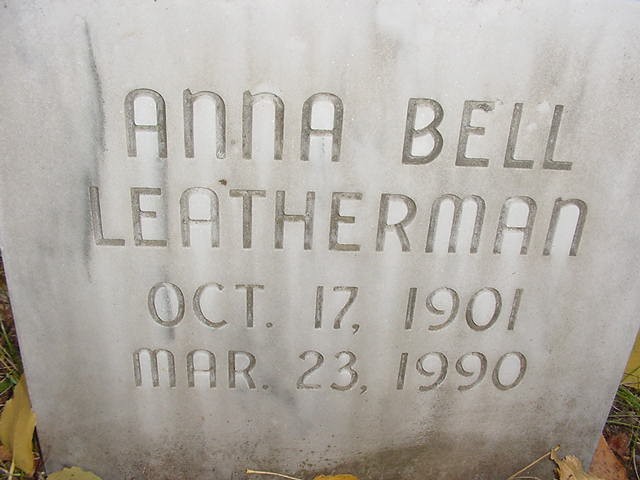 ANNA BELL
LEATHERMAN
OCT. 17, 1901
MAR. 23, 1990